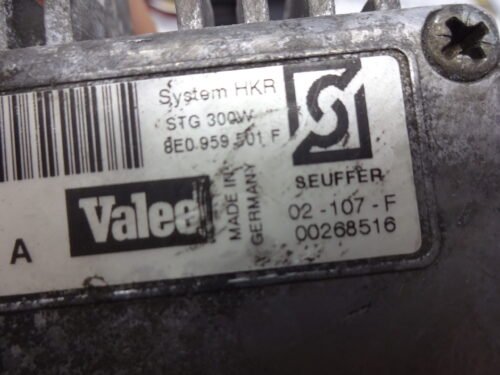 System HKR
STG 300W
8E0 959 501 F
SEUFFER
02 - 107 - F
00268516
MADE IN
GERMANY
Valeo
A